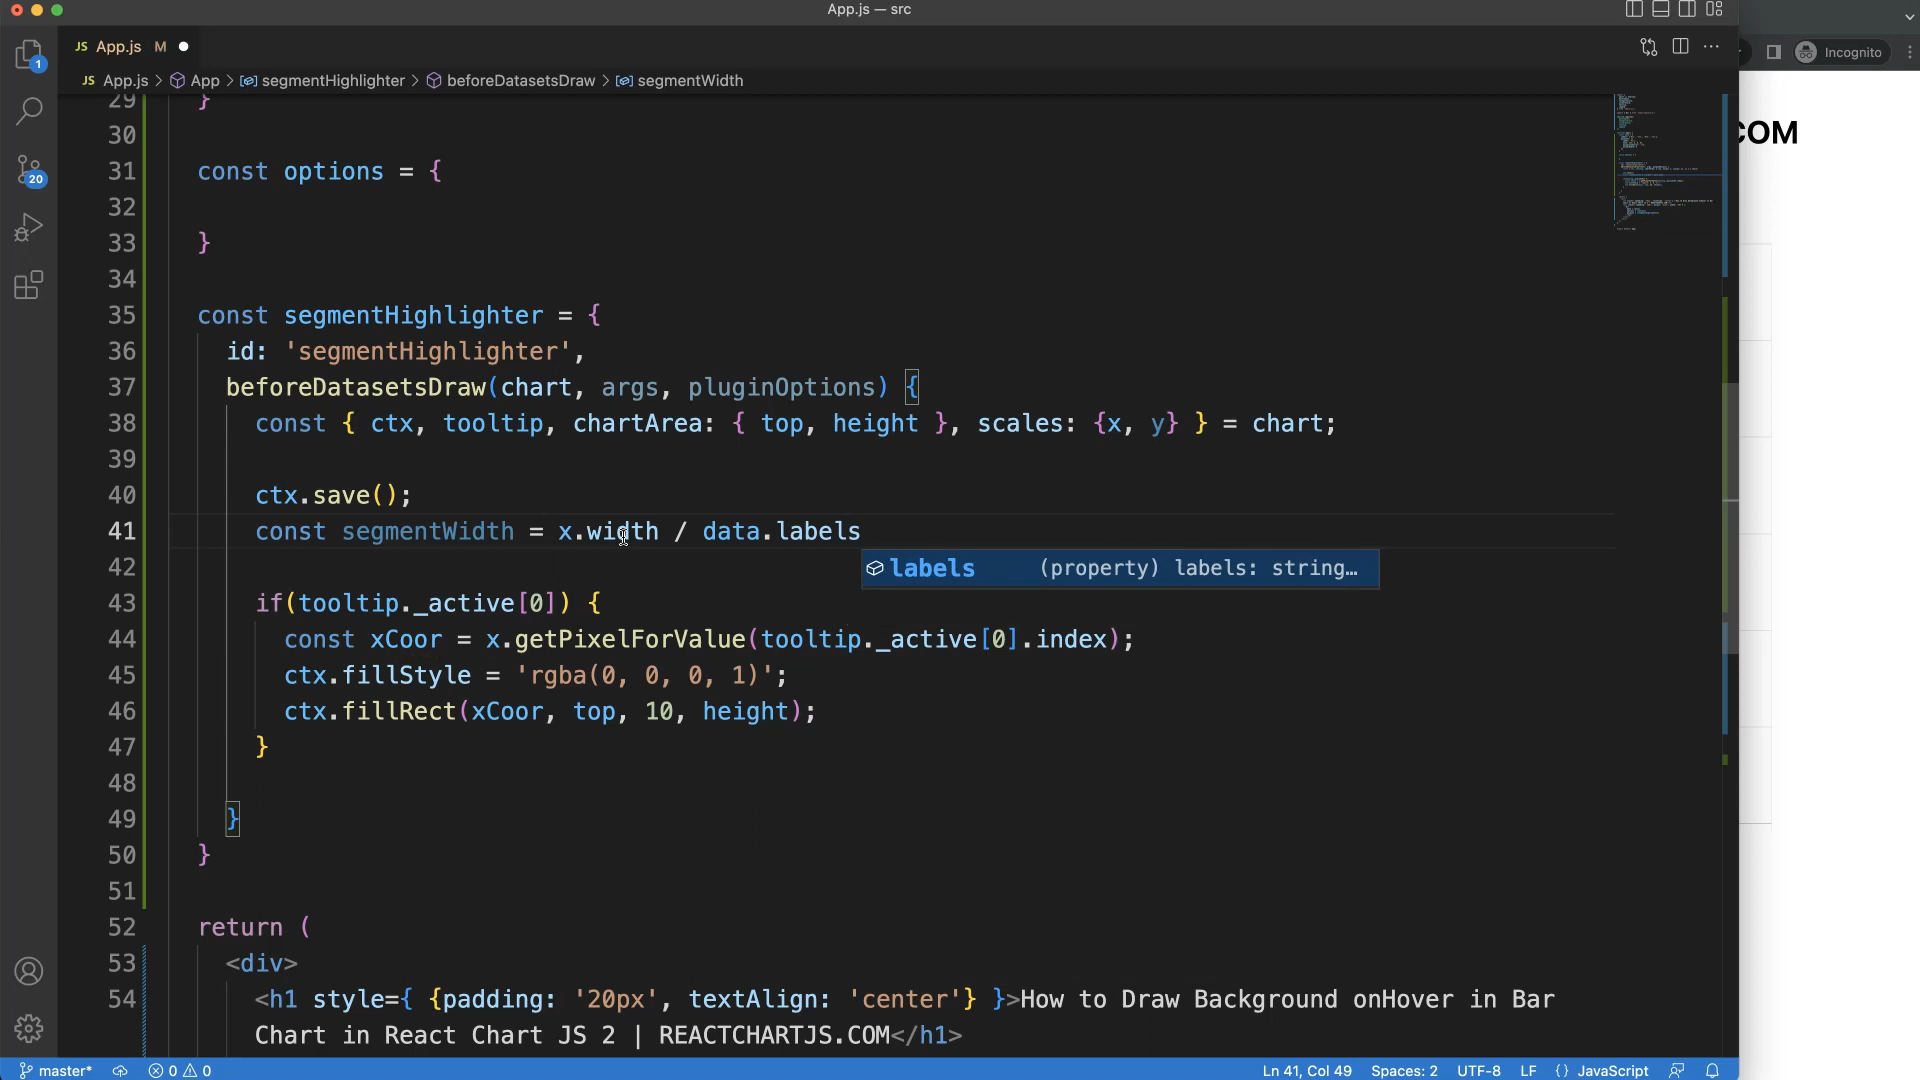 App.js — src
JS App.js M
Incognito
JS App.js > App > segmentHighlighter > beforeDatasetsDraw > segmentWidth
COM
29 }
30
31 const options = {
32
33 }
34
35 const segmentHighlighter = {
36 id: 'segmentHighlighter',
37 beforeDatasetsDraw(chart, args, pluginOptions) {
38 const { ctx, tooltip, chartArea: { top, height }, scales: {x, y} } = chart;
39
40 ctx.save();
41 const segmentWidth = x.width / data.labels
42 labels (property) labels: string…
43 if(tooltip._active[0]) {
44 const xCoor = x.getPixelForValue(tooltip._active[0].index);
45 ctx.fillStyle = 'rgba(0, 0, 0, 1)';
46 ctx.fillRect(xCoor, top, 10, height);
47 }
48
49 }
50 }
51
52 return (
53 <div>
54 <h1 style={ {padding: '20px', textAlign: 'center'} }>How to Draw Background onHover in Bar
Chart in React Chart JS 2 | REACTCHARTJS.COM</h1>
1
20
master* 0 0 Ln 41, Col 49 Spaces: 2 UTF-8 LF {} JavaScript